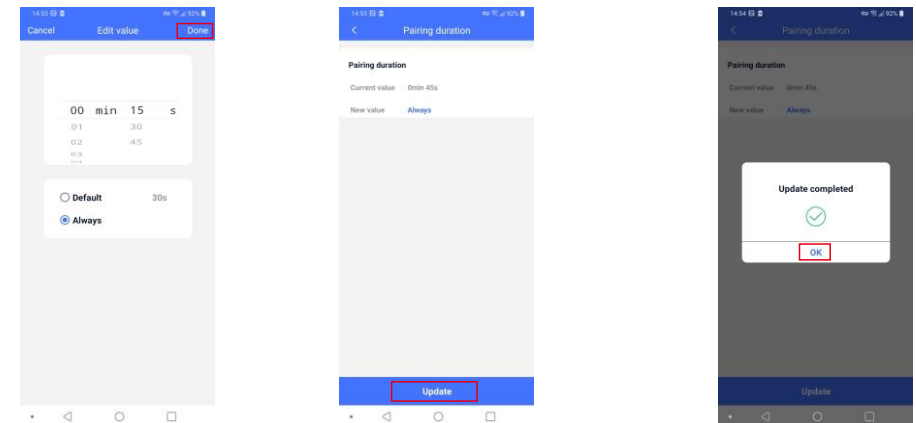 14:53 92%
Cancel Edit value Done
00 min 15 s
01 30
02 45
03
Default 30s
Always
14:53 92%
Pairing duration
Pairing duration
Current value 0min 45s
New value Always
Update
14:54 92%
Pairing duration
Pairing duration
Current value 0min 45s
New value Always
Update completed
OK
Update